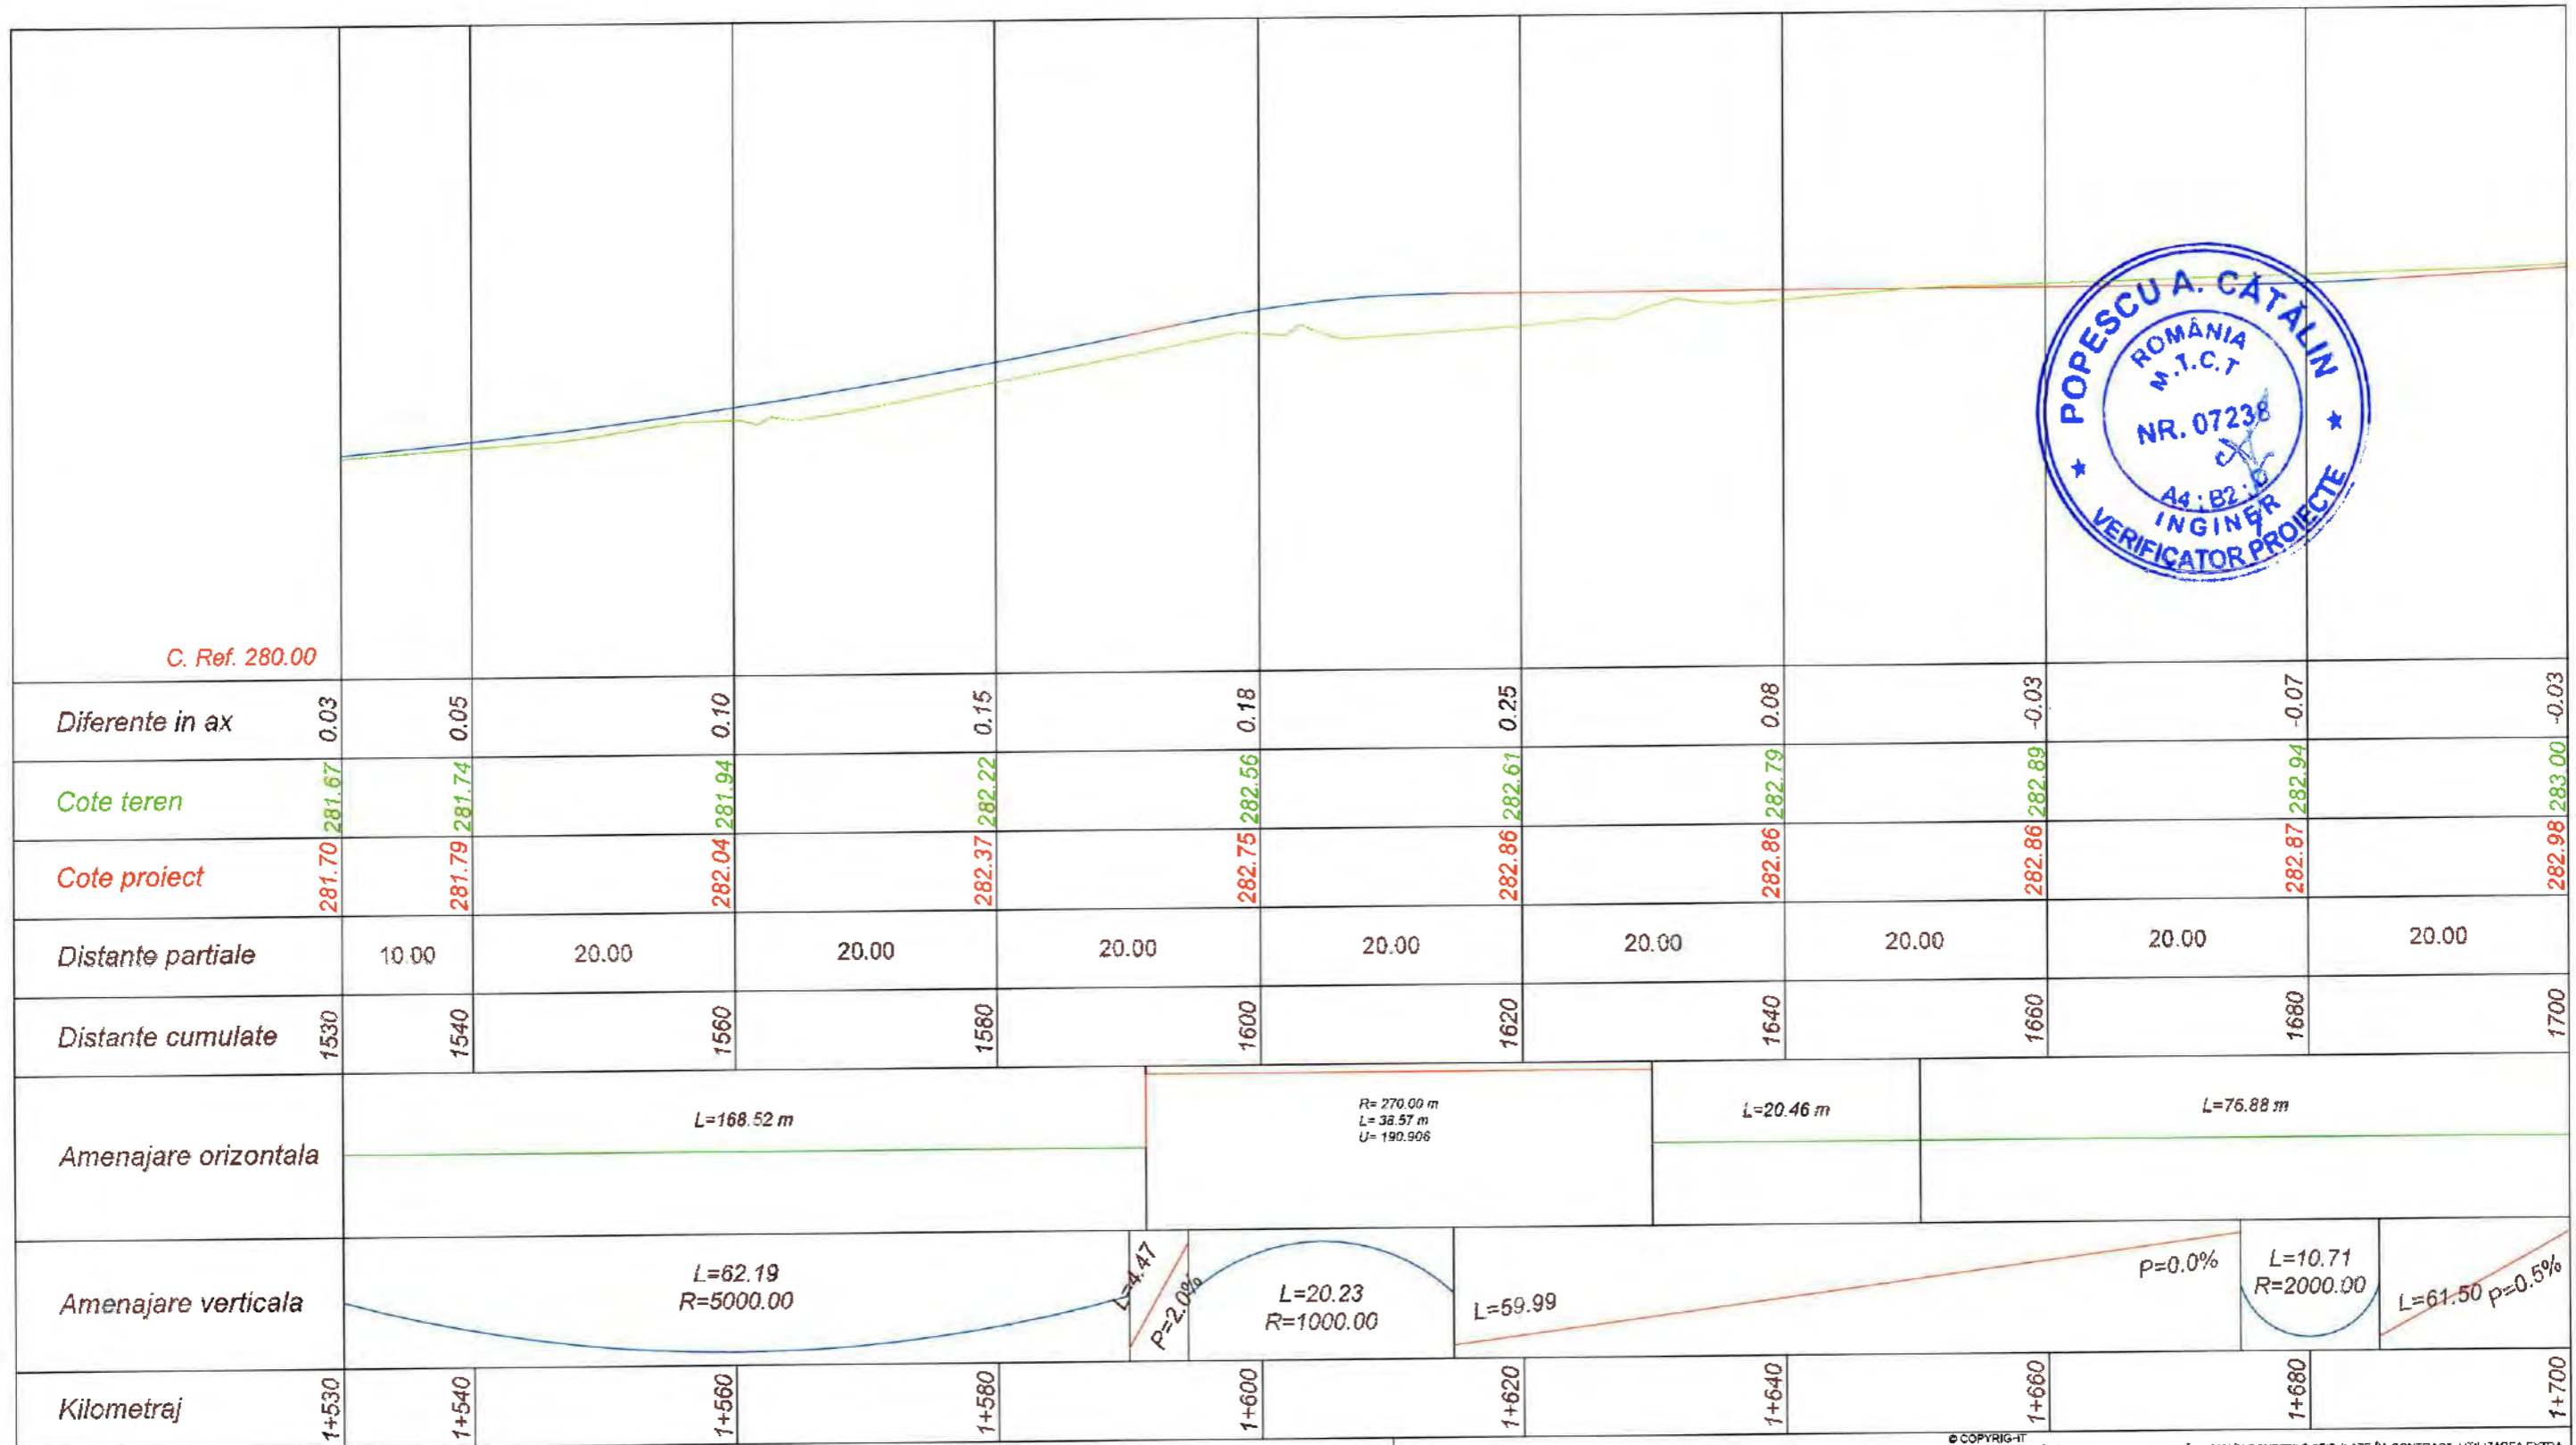 POPESCU A. CĂTĂLIN
ROMÂNIA
M.T.C.T
NR. 07238
INGINER
VERIFICATOR PROIECTE
C. Ref. 280.00
Diferente in ax 0.03 0.05 0.10 0.15 0.18 0.25 0.08 -0.03 -0.07 -0.03
Cote teren 281.67 281.74 281.94 282.22 282.56 282.61 282.79 282.89 282.94 283.00
Cote proiect 281.70 281.79 282.04 282.37 282.75 282.86 282.86 282.86 282.87 282.98
Distante partiale 10.00 20.00 20.00 20.00 20.00 20.00 20.00 20.00 20.00
Distante cumulate 1530 1540 1560 1580 1600 1620 1640 1660 1680 1700
Amenajare orizontala
L=168.52 m
R= 270.00 m
L= 38.57 m
U= 190.906
L=20.46 m
L=76.88 m
Amenajare verticala
L=62.19
R=5000.00
L=4.47
P=2.0%
L=20.23
R=1000.00
L=59.99
P=0.0%
L=10.71
R=2000.00
L=61.50
P=0.5%
Kilometraj 1+530 1+540 1+560 1+580 1+600 1+620 1+640 1+660 1+680 1+700
© COPYRIGHT